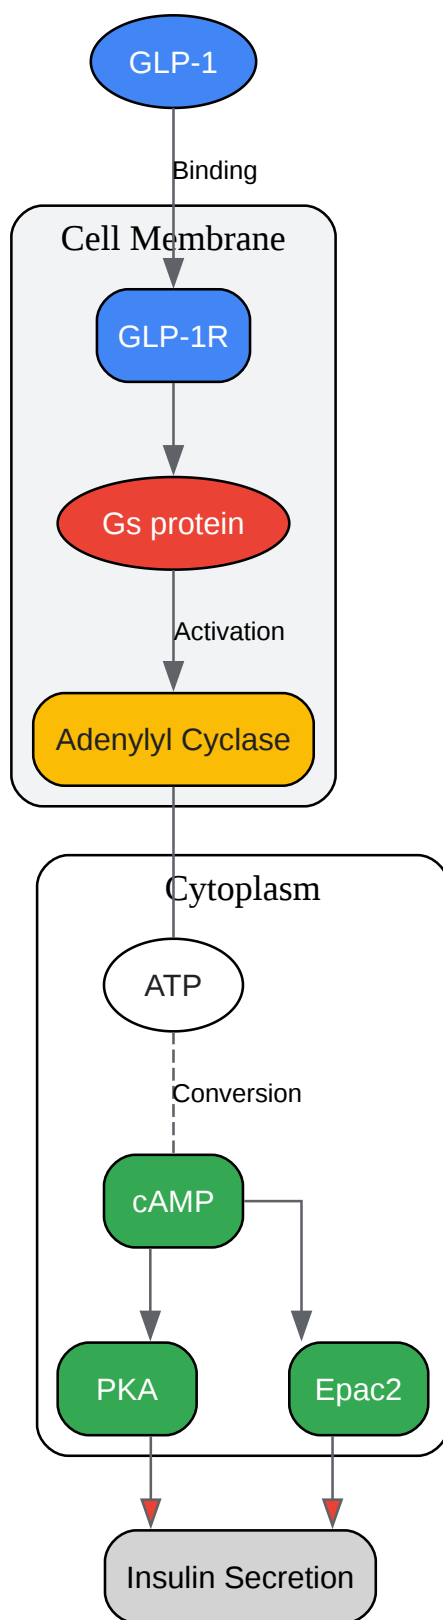 GLP-1
Binding
Cell Membrane
GLP-1R
Gs protein
Activation
Adenylyl Cyclase
Cytoplasm
ATP
Conversion
cAMP
PKA
Epac2
Insulin Secretion